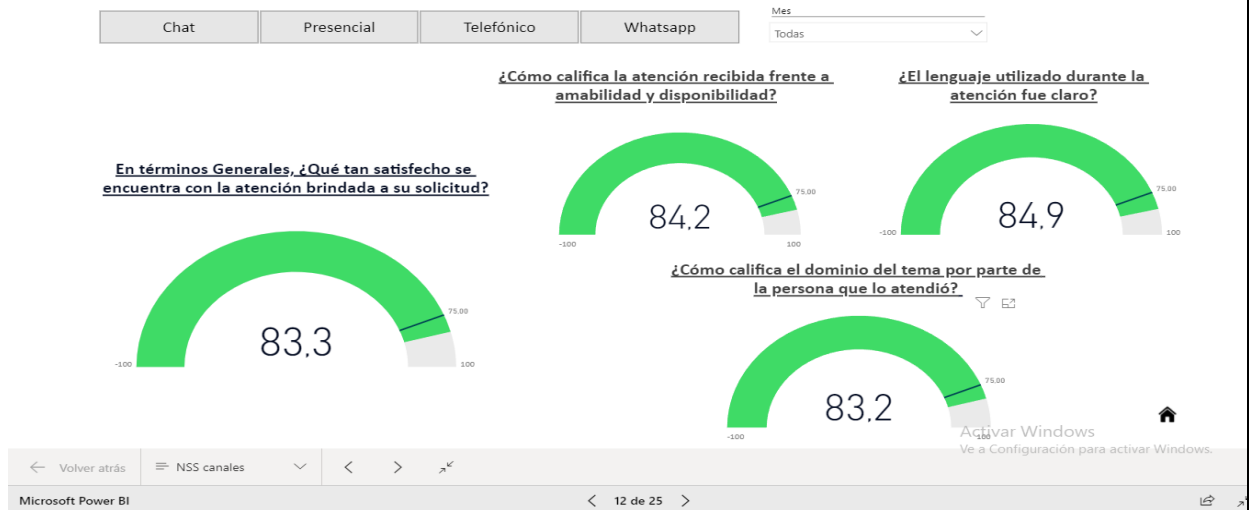 Chat
Presencial
Telefónico
Whatsapp
Mes
Todas
¿Cómo califica la atención recibida frente a
amabilidad y disponibilidad?
84,2
75,00
-100
100
¿El lenguaje utilizado durante la
atención fue claro?
84,9
75,00
-100
100
En términos Generales, ¿Qué tan satisfecho se
encuentra con la atención brindada a su solicitud?
83,3
75,00
-100
100
¿Cómo califica el dominio del tema por parte de
la persona que lo atendió?
83,2
75,00
-100
100
Activar Windows
Ve a Configuración para activar Windows.
Volver atrás
NSS canales
Microsoft Power BI
12 de 25